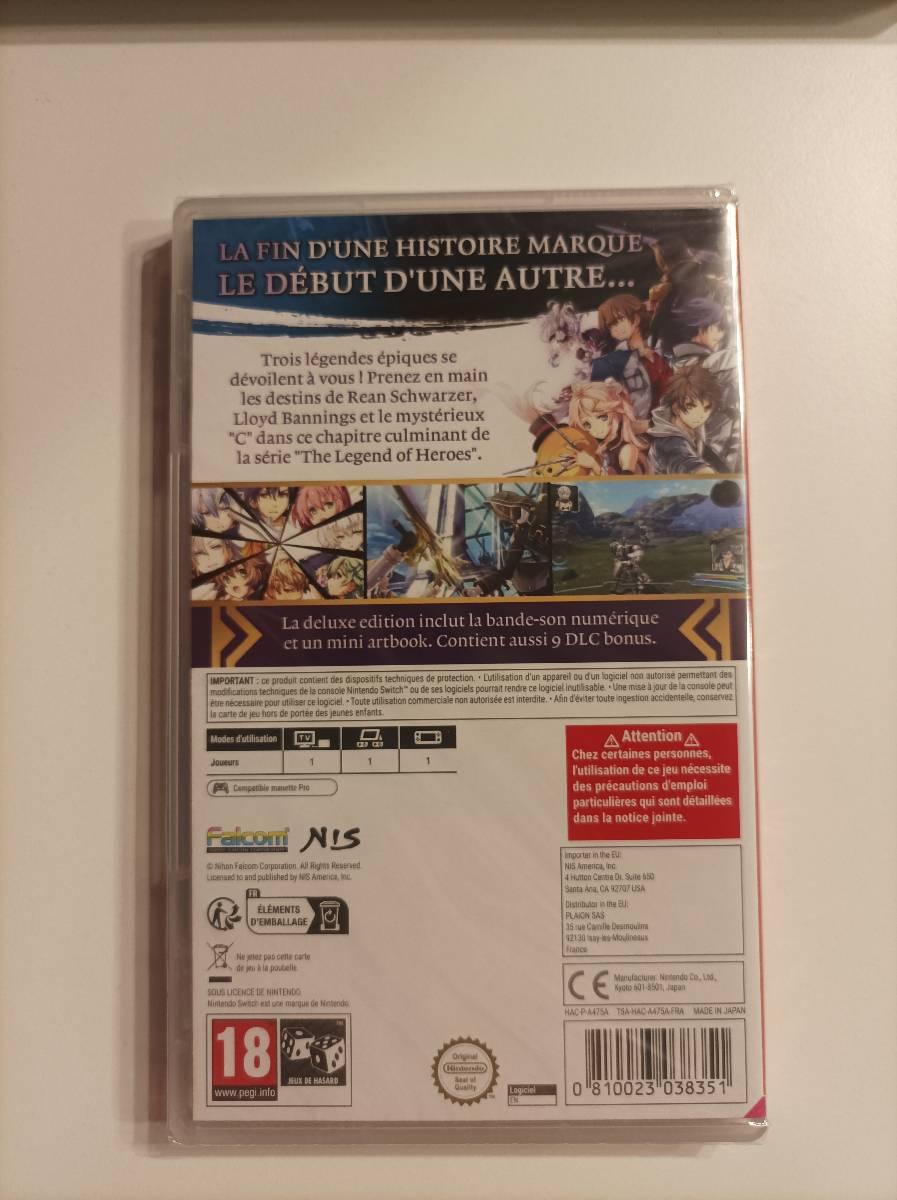 LA FIN D'UNE HISTOIRE MARQUE
LE DÉBUT D'UNE AUTRE...
Trois légendes épiques se
dévoilent à vous ! Prenez en main
les destins de Rean Schwarzer,
Lloyd Bannings et le mystérieux
"C" dans ce chapitre culminant de
la série "The Legend of Heroes".
La deluxe edition inclut la bande-son numérique
et un mini artbook. Contient aussi 9 DLC bonus.
IMPORTANT : ce produit contient des dispositifs techniques de protection. • L'utilisation d'un appareil ou d'un logiciel non autorisé permettant des
modifications techniques de la console Nintendo Switch™ ou de ses logiciels pourrait rendre ce logiciel inutilisable. • Une mise à jour de la console peut
être nécessaire pour utiliser ce logiciel. • Toute utilisation commerciale non autorisée est interdite. • Afin d'éviter toute ingestion accidentelle, conservez
la carte de jeu hors de portée des jeunes enfants.
Modes d'utilisation TV
Joueurs 1 1 1
Compatible manette Pro
Attention
Chez certaines personnes,
l'utilisation de ce jeu nécessite
des précautions d'emploi
particulières qui sont détaillées
dans la notice jointe.
Falcom NIS
© Nihon Falcom Corporation. All Rights Reserved.
Licensed to and published by NIS America, Inc.
FR
ÉLÉMENTS
D'EMBALLAGE
Ne jetez pas cette carte
de jeu à la poubelle
SOUS LICENCE DE NINTENDO
Nintendo Switch est une marque de Nintendo.
Importer in the EU:
NIS America, Inc.
4 Hutton Centre Dr. Suite 650
Santa Ana, CA 92707 USA
Distributor in the EU:
PLAION SAS
35 rue Camille Desmoulins
92130 Issy-les-Moulineaux
France
CE
Manufacturer: Nintendo Co., Ltd.,
Kyoto 601-8501, Japan
HAC-P-A475A TSA-HAC-A475A-FRA MADE IN JAPAN
18
www.pegi.info
JEUX DE HASARD
Original
Nintendo
Seal of
Quality
TM
Logiciel
EN
0 810023 038351